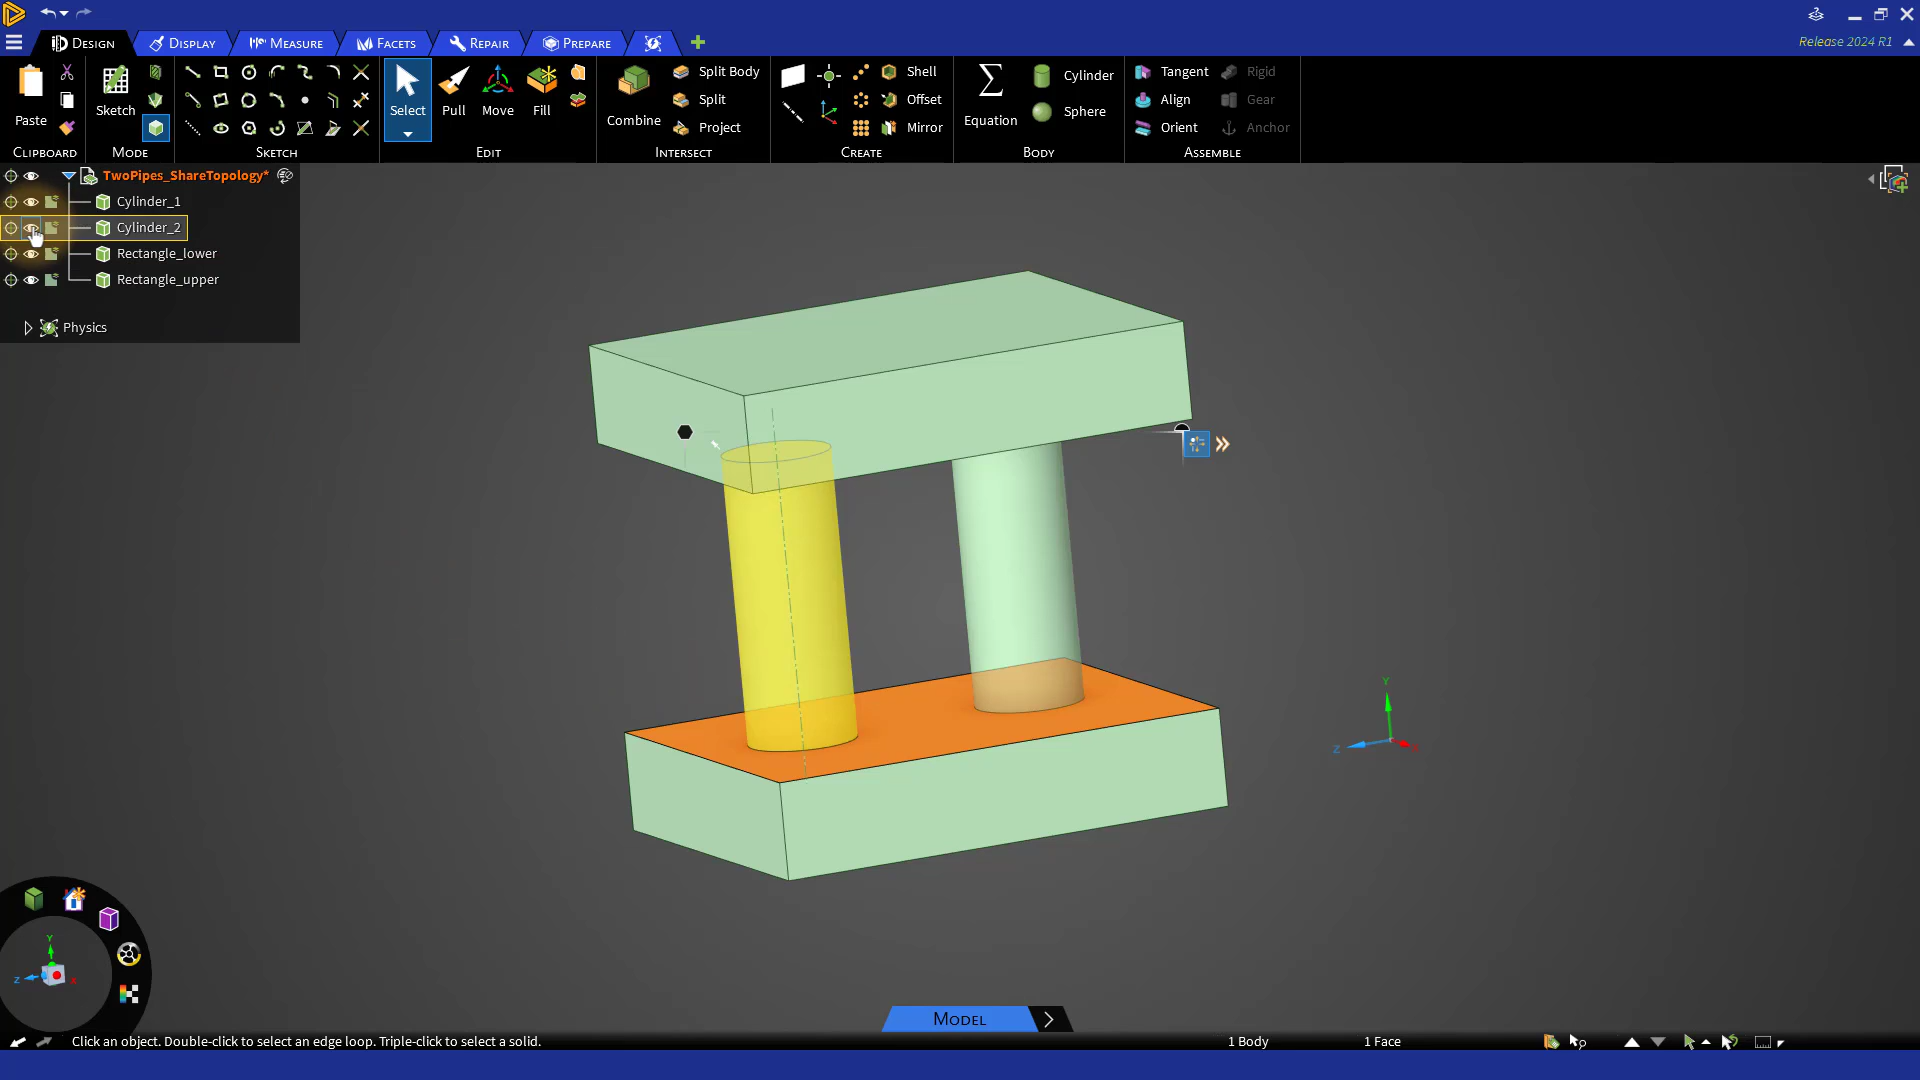 DESIGN DISPLAY MEASURE FACETS REPAIR PREPARE
Release 2024 R1
Paste
Sketch
Select Pull Move Fill
Combine
Split Body
Split
Project
Shell
Offset
Mirror
Equation
Cylinder
Sphere
Tangent
Align
Orient
Rigid
Gear
Anchor
CLIPBOARD MODE SKETCH EDIT INTERSECT CREATE BODY ASSEMBLE
TwoPipes_ShareTopology*
Cylinder_1
Cylinder_2
Rectangle_lower
Rectangle_upper
Physics
Y
Z
X
Y
Z
X
MODEL
Click an object. Double-click to select an edge loop. Triple-click to select a solid.
1 Body
1 Face